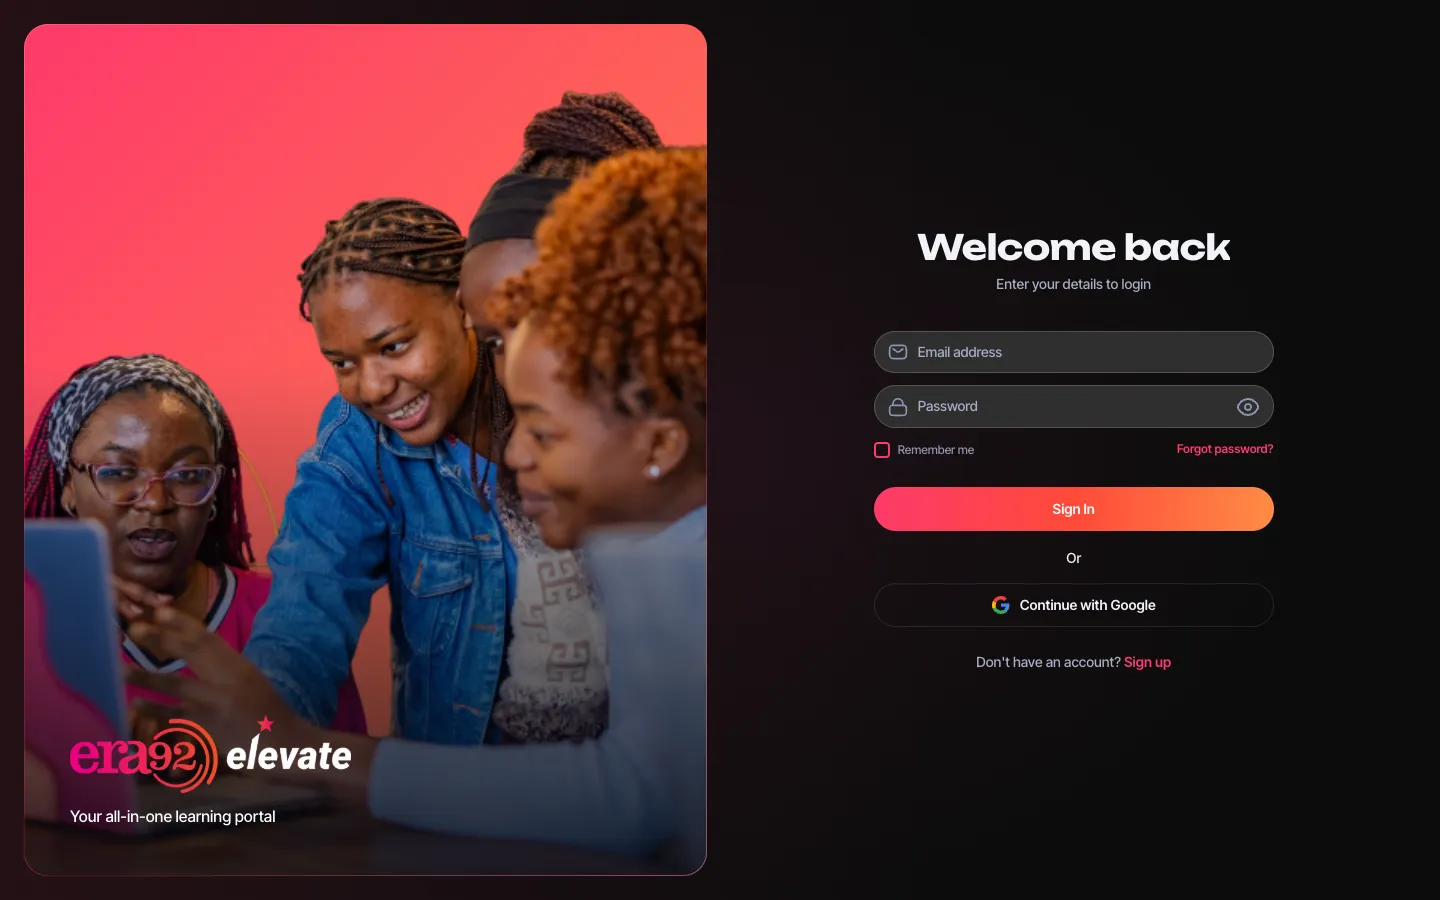 era92 elevate
Your all-in-one learning portal
Welcome back
Enter your details to login
Email address
Password
Remember me
Forgot password?
Sign In
Or
Continue with Google
Don't have an account? Sign up